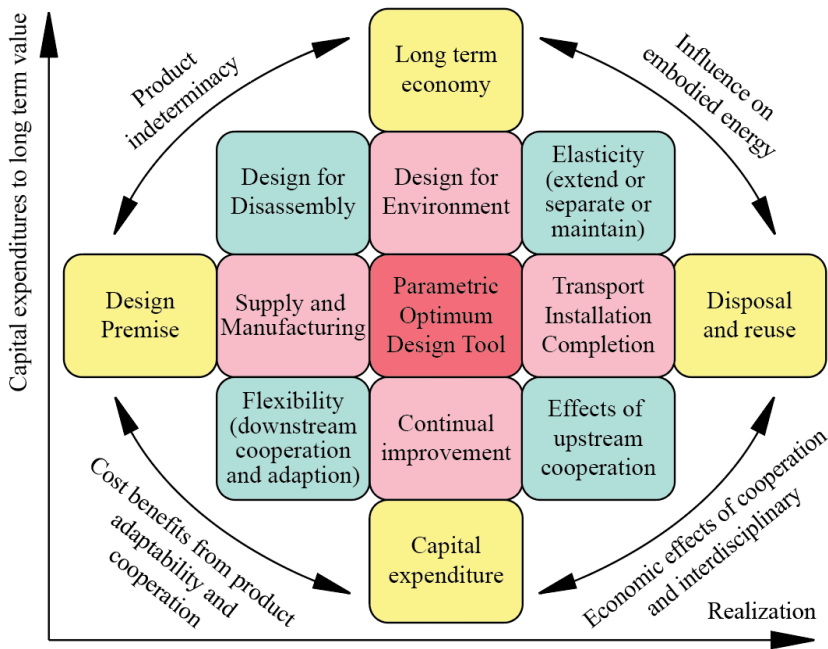 Capital expenditures to long term value
Product
indeterminacy
Long term
economy
Influence on
embodied energy
Design for
Disassembly
Design for
Environment
Elasticity
(extend or
separate or
maintain)
Design
Premise
Supply and
Manufacturing
Parametric
Optimum
Design Tool
Transport
Installation
Completion
Disposal
and reuse
Flexibility
(downstream
cooperation
and adaption)
Continual
improvement
Effects of
upstream
cooperation
Cost benefits from product
adaptability and
cooperation
Capital
expenditure
Economic effects of cooperation
and interdisciplinary
Realization